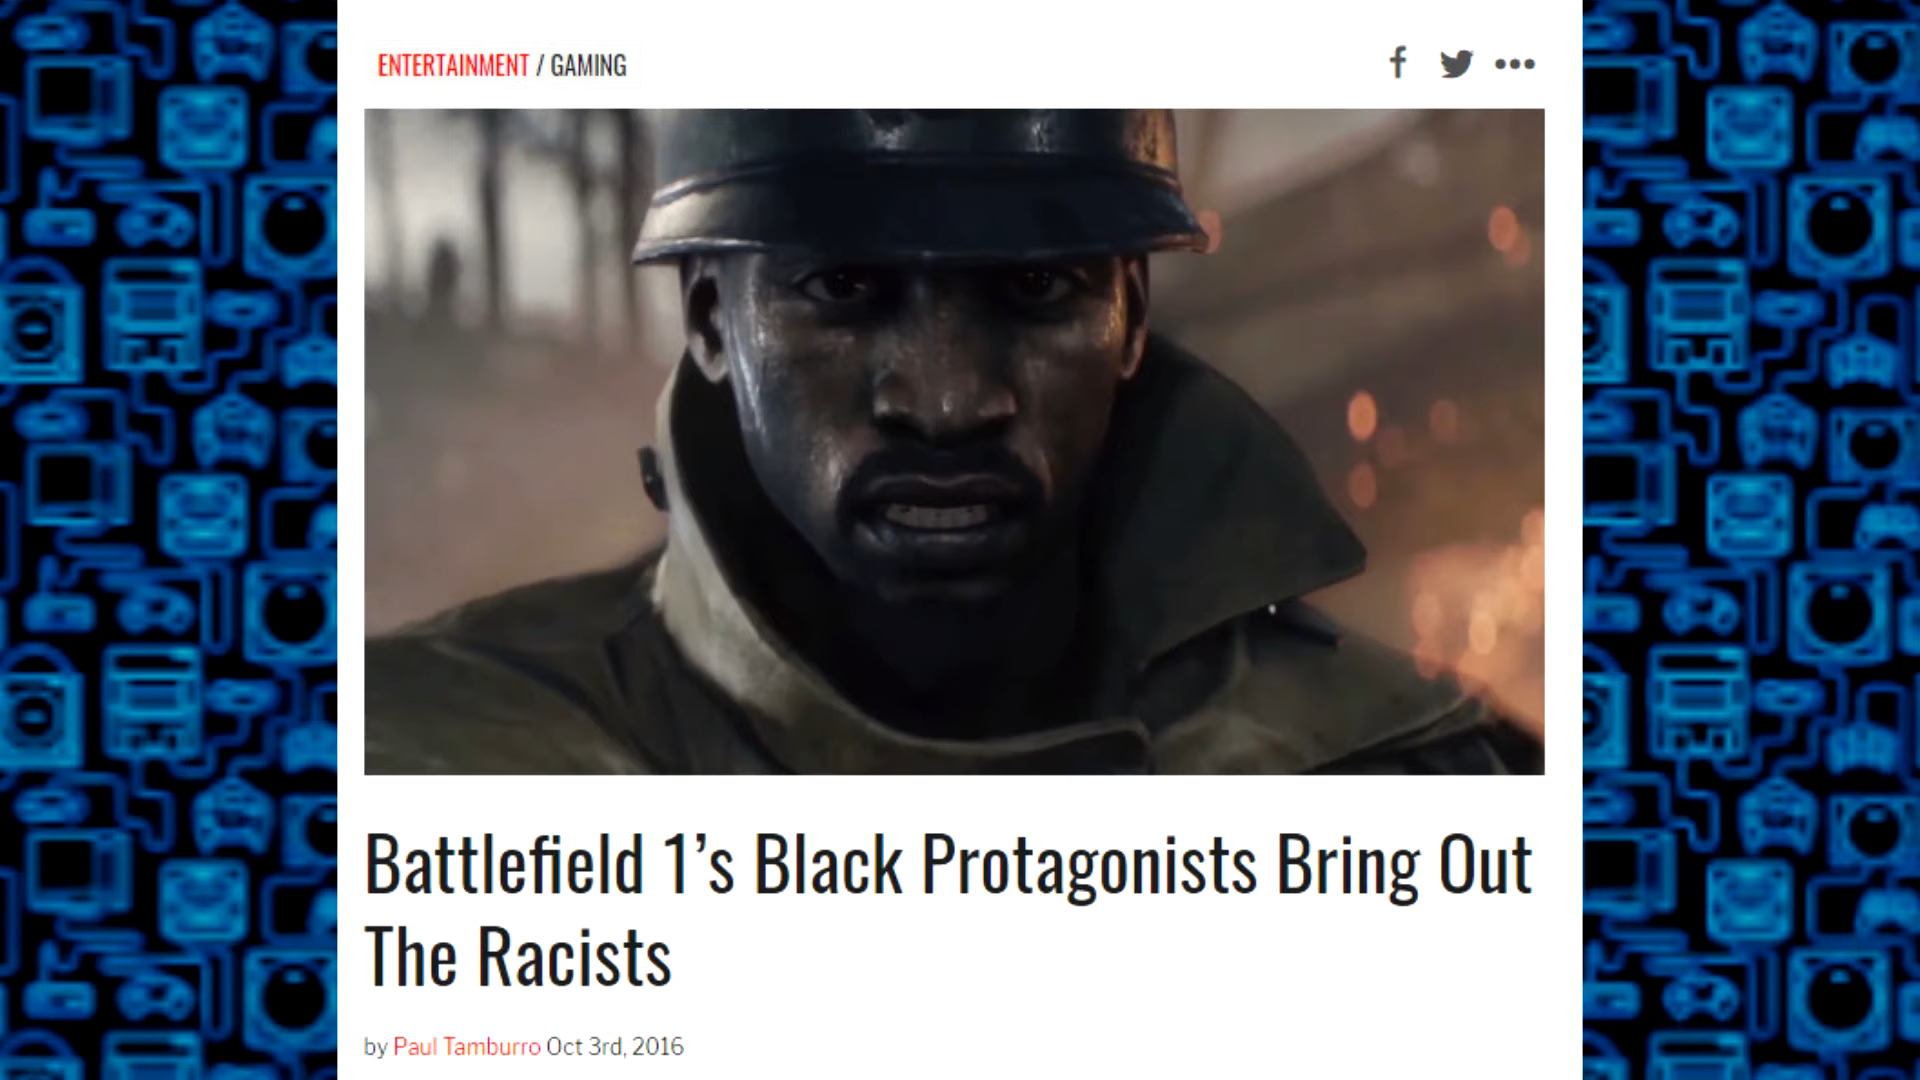 ENTERTAINMENT / GAMING
Battlefield 1’s Black Protagonists Bring Out
The Racists
by Paul Tamburro Oct 3rd, 2016